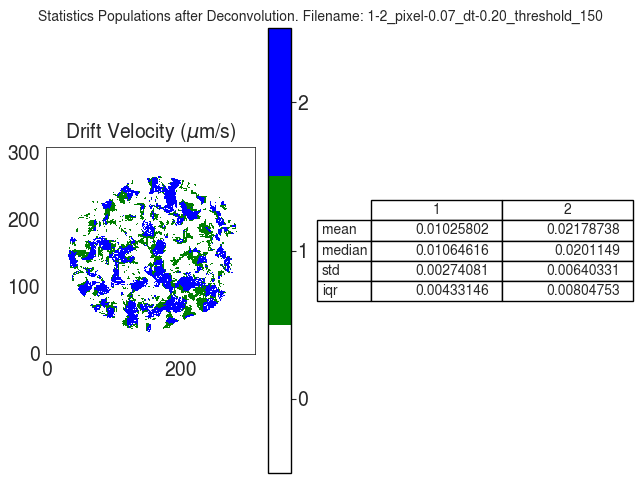 Statistics Populations after Deconvolution. Filename: 1-2_pixel-0.07_dt-0.20_threshold_150
Drift Velocity (μm/s)
300
200
100
0
0 200
2
1
0
1 2
mean 0.01025802 0.02178738
median 0.01064616 0.0201149
std 0.00274081 0.00640331
iqr 0.00433146 0.00804753